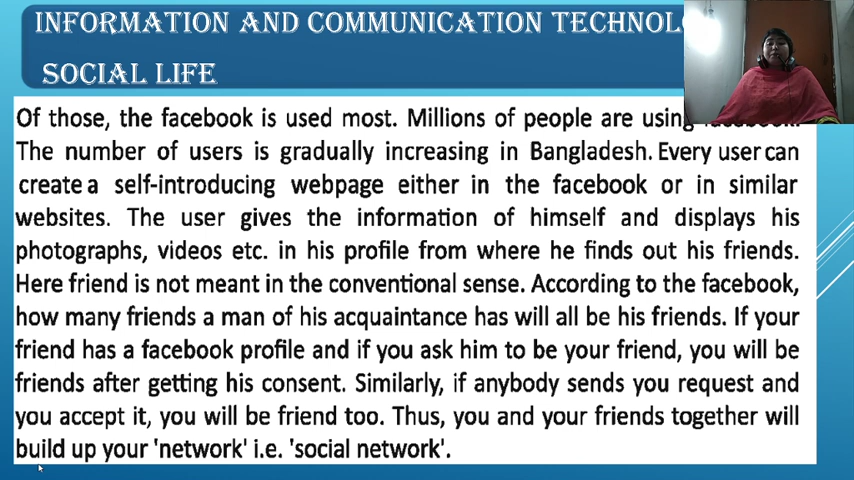 INFORMATION AND COMMUNICATION
SOCIAL LIFE
Of those, the facebook is used most. Millions of people are using
The number of users is gradually increasing in Bangladesh. Every user can
create a self-introducing webpage either in the facebook or in similar
websites. The user gives the information of himself and displays his
photographs, videos etc. in his profile from where he finds out his friends.
Here friend is not meant in the conventional sense. According to the facebook,
how many friends a man of his acquaintance has will all be his friends. If your
friend has a facebook profile and if you ask him to be your friend, you will be
friends after getting his consent. Similarly, if anybody sends you request and
you accept it, you will be friend too. Thus, you and your friends together will
build up your 'network' i.e. 'social network'.